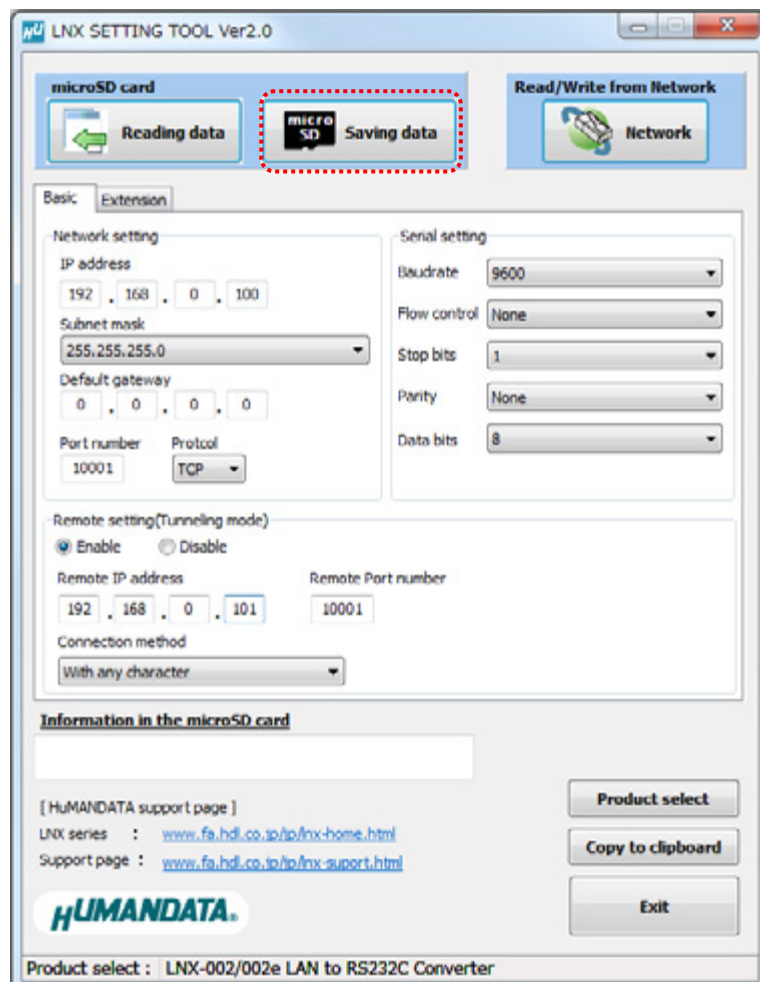 LNX SETTING TOOL Ver2.0
microSD card
Read/Write from Network
Reading data
micro
SD
Saving data
Network
Basic
Extension
Network setting
IP address
192 . 168 . 0 . 100
Subnet mask
255.255.255.0
Default gateway
0 . 0 . 0 . 0
Port number Protcol
10001 TCP
Serial setting
Baudrate 9600
Flow control None
Stop bits 1
Parity None
Data bits 8
Remote setting(Tunneling mode)
Enable Disable
Remote IP address Remote Port number
192 . 168 . 0 . 101 10001
Connection method
With any character
Information in the microSD card
[ HuMANDATA support page ]
LNX series : www.fa.hdl.co.jp/jp/lnx-home.html
Support page : www.fa.hdl.co.jp/jp/lnx-suport.html
HUMANDATA.
Product select
Copy to clipboard
Exit
Product select : LNX-002/002e LAN to RS232C Converter